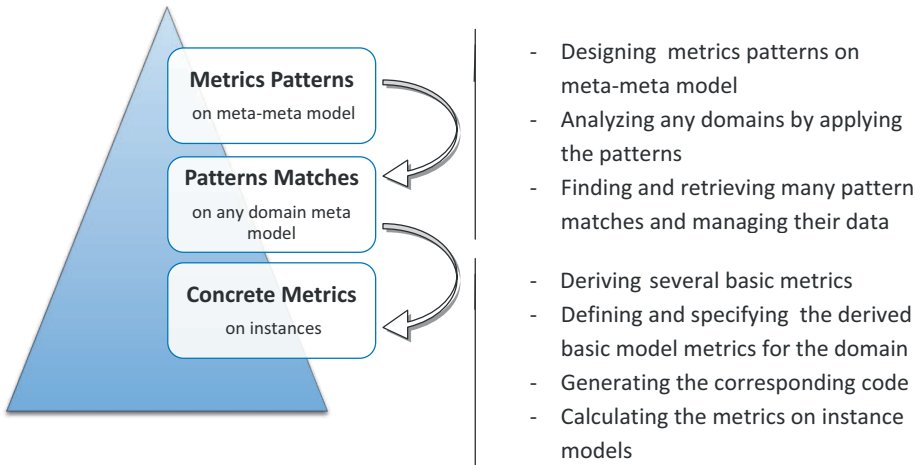 Metrics Patterns
on meta-meta model
Patterns Matches
on any domain meta
model
Concrete Metrics
on instances
- Designing metrics patterns on
meta-meta model
- Analyzing any domains by applying
the patterns
- Finding and retrieving many pattern
matches and managing their data
- Deriving several basic metrics
- Defining and specifying the derived
basic model metrics for the domain
- Generating the corresponding code
- Calculating the metrics on instance
models